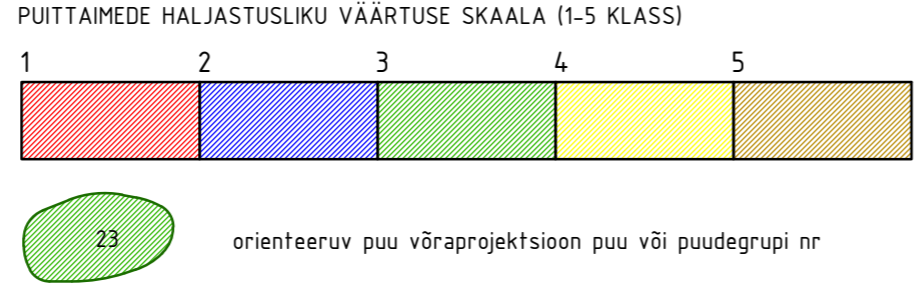 PUITTAIMEDE HALJASTUSLIKU VÄÄRTUSE SKAALA (1-5 KLASS)
1 2 3 4 5
23 orienteeruv puu võraprojektsioon puu või puudegrupi nr